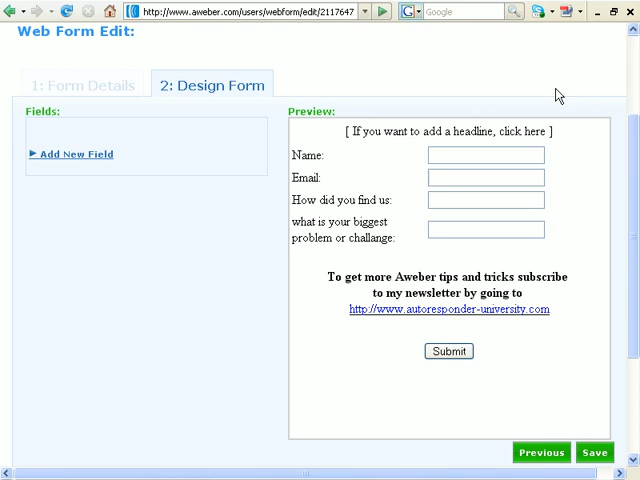 http://www.aweber.com/users/webform/edit/2117647
Google
Web Form Edit:
1: Form Details
2: Design Form
Fields:
Add New Field
Preview:
[ If you want to add a headline, click here ]
Name:
Email:
How did you find us:
what is your biggest
problem or challange:
To get more Aweber tips and tricks subscribe
to my newsletter by going to
http://www.autoresponder-university.com
Submit
Previous
Save